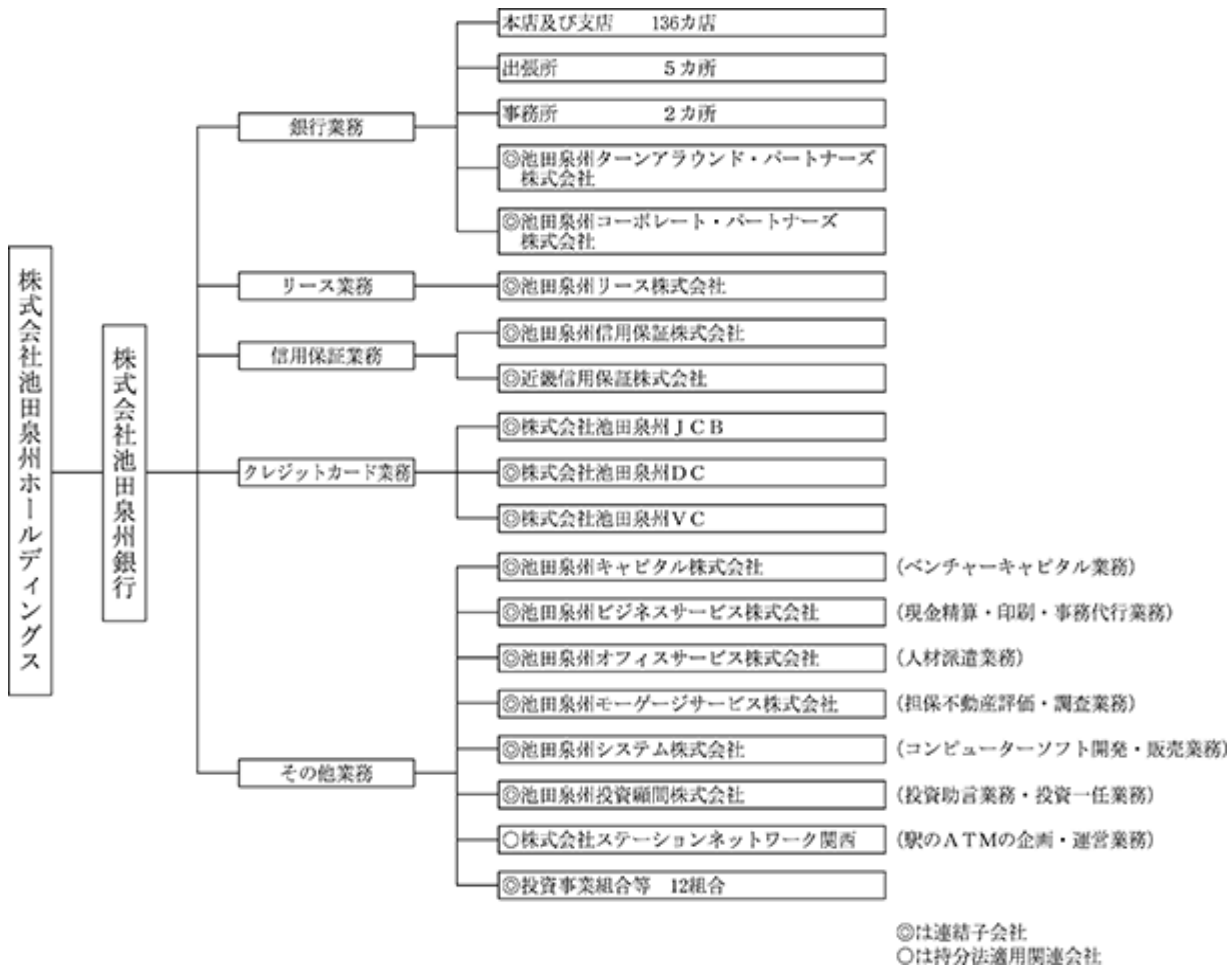 株式会社池田泉州ホールディングス
株式会社池田泉州銀行
銀行業務
本店及び支店 136カ店
出張所 5カ所
事務所 2カ所
◎池田泉州ターンアラウンド・パートナーズ
株式会社
◎池田泉州コーポレート・パートナーズ
株式会社
リース業務
◎池田泉州リース株式会社
信用保証業務
◎池田泉州信用保証株式会社
◎近畿信用保証株式会社
クレジットカード業務
◎株式会社池田泉州JCB
◎株式会社池田泉州DC
◎株式会社池田泉州VC
その他業務
◎池田泉州キャピタル株式会社 (ベンチャーキャピタル業務)
◎池田泉州ビジネスサービス株式会社 (現金精算・印刷・事務代行業務)
◎池田泉州オフィスサービス株式会社 (人材派遣業務)
◎池田泉州モーゲージサービス株式会社 (担保不動産評価・調査業務)
◎池田泉州システム株式会社 (コンピューターソフト開発・販売業務)
◎池田泉州投資顧問株式会社 (投資助言業務・投資一任業務)
○株式会社ステーションネットワーク関西 (駅のATMの企画・運営業務)
◎投資事業組合等 12組合
◎は連結子会社
○は持分法適用関連会社